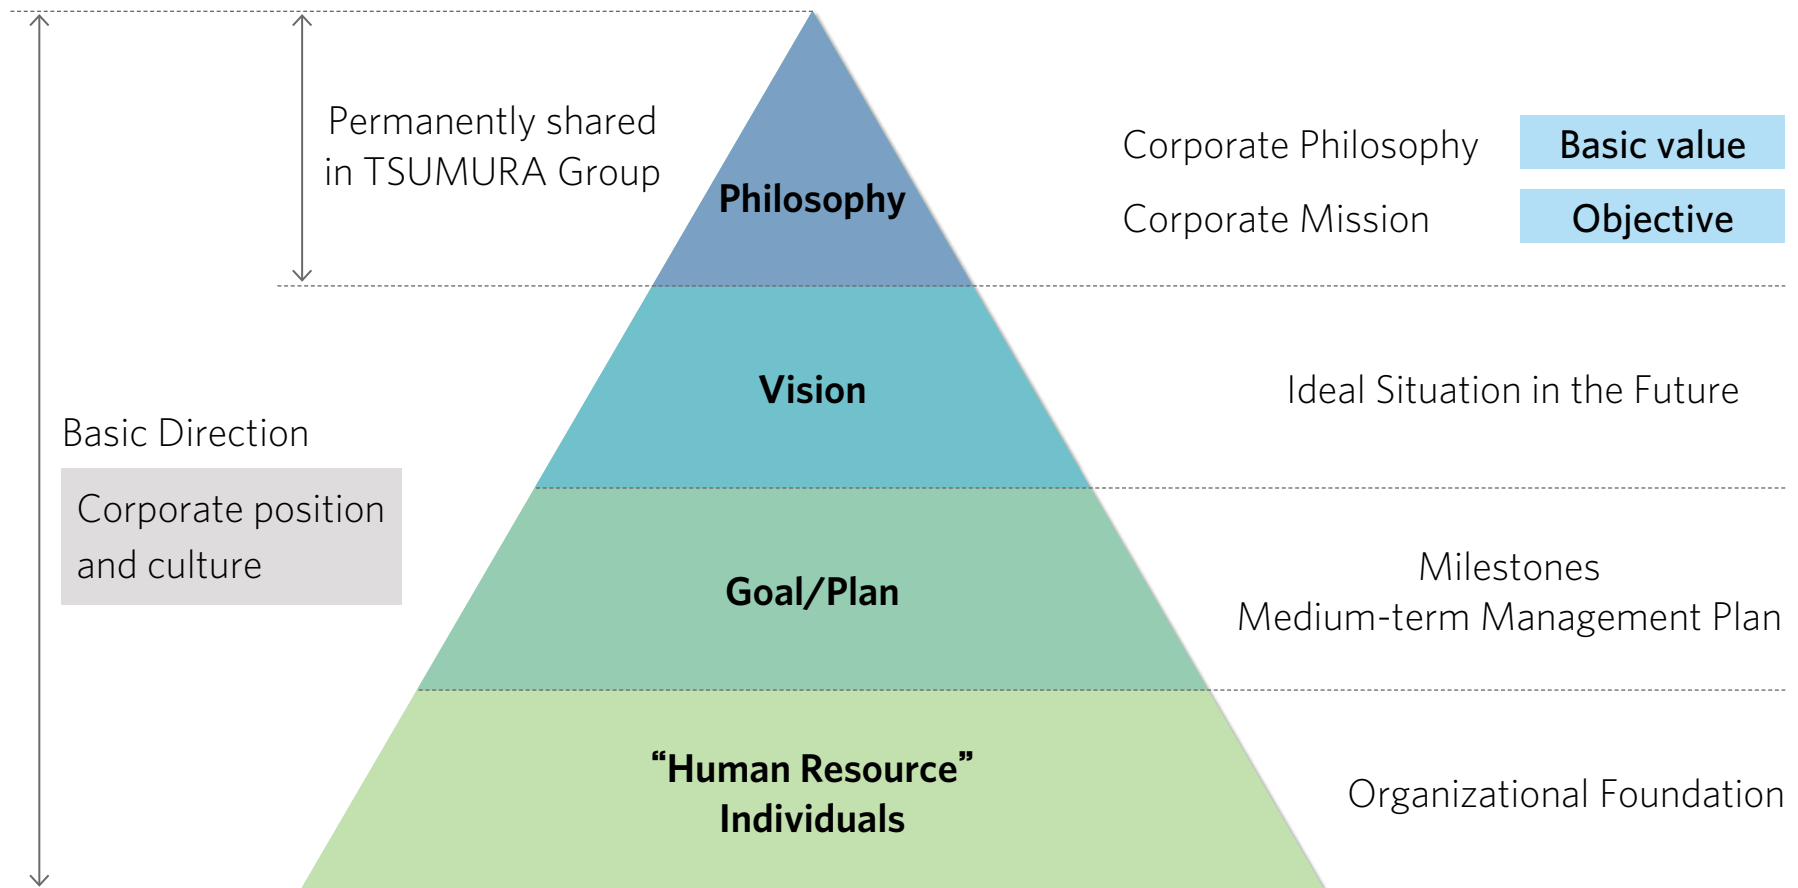 Permanently shared
in TSUMURA Group
Philosophy
Corporate Philosophy
Basic value
Corporate Mission
Objective
Vision
Ideal Situation in the Future
Basic Direction
Corporate position
and culture
Goal/Plan
Milestones
Medium-term Management Plan
“Human Resource”
Individuals
Organizational Foundation